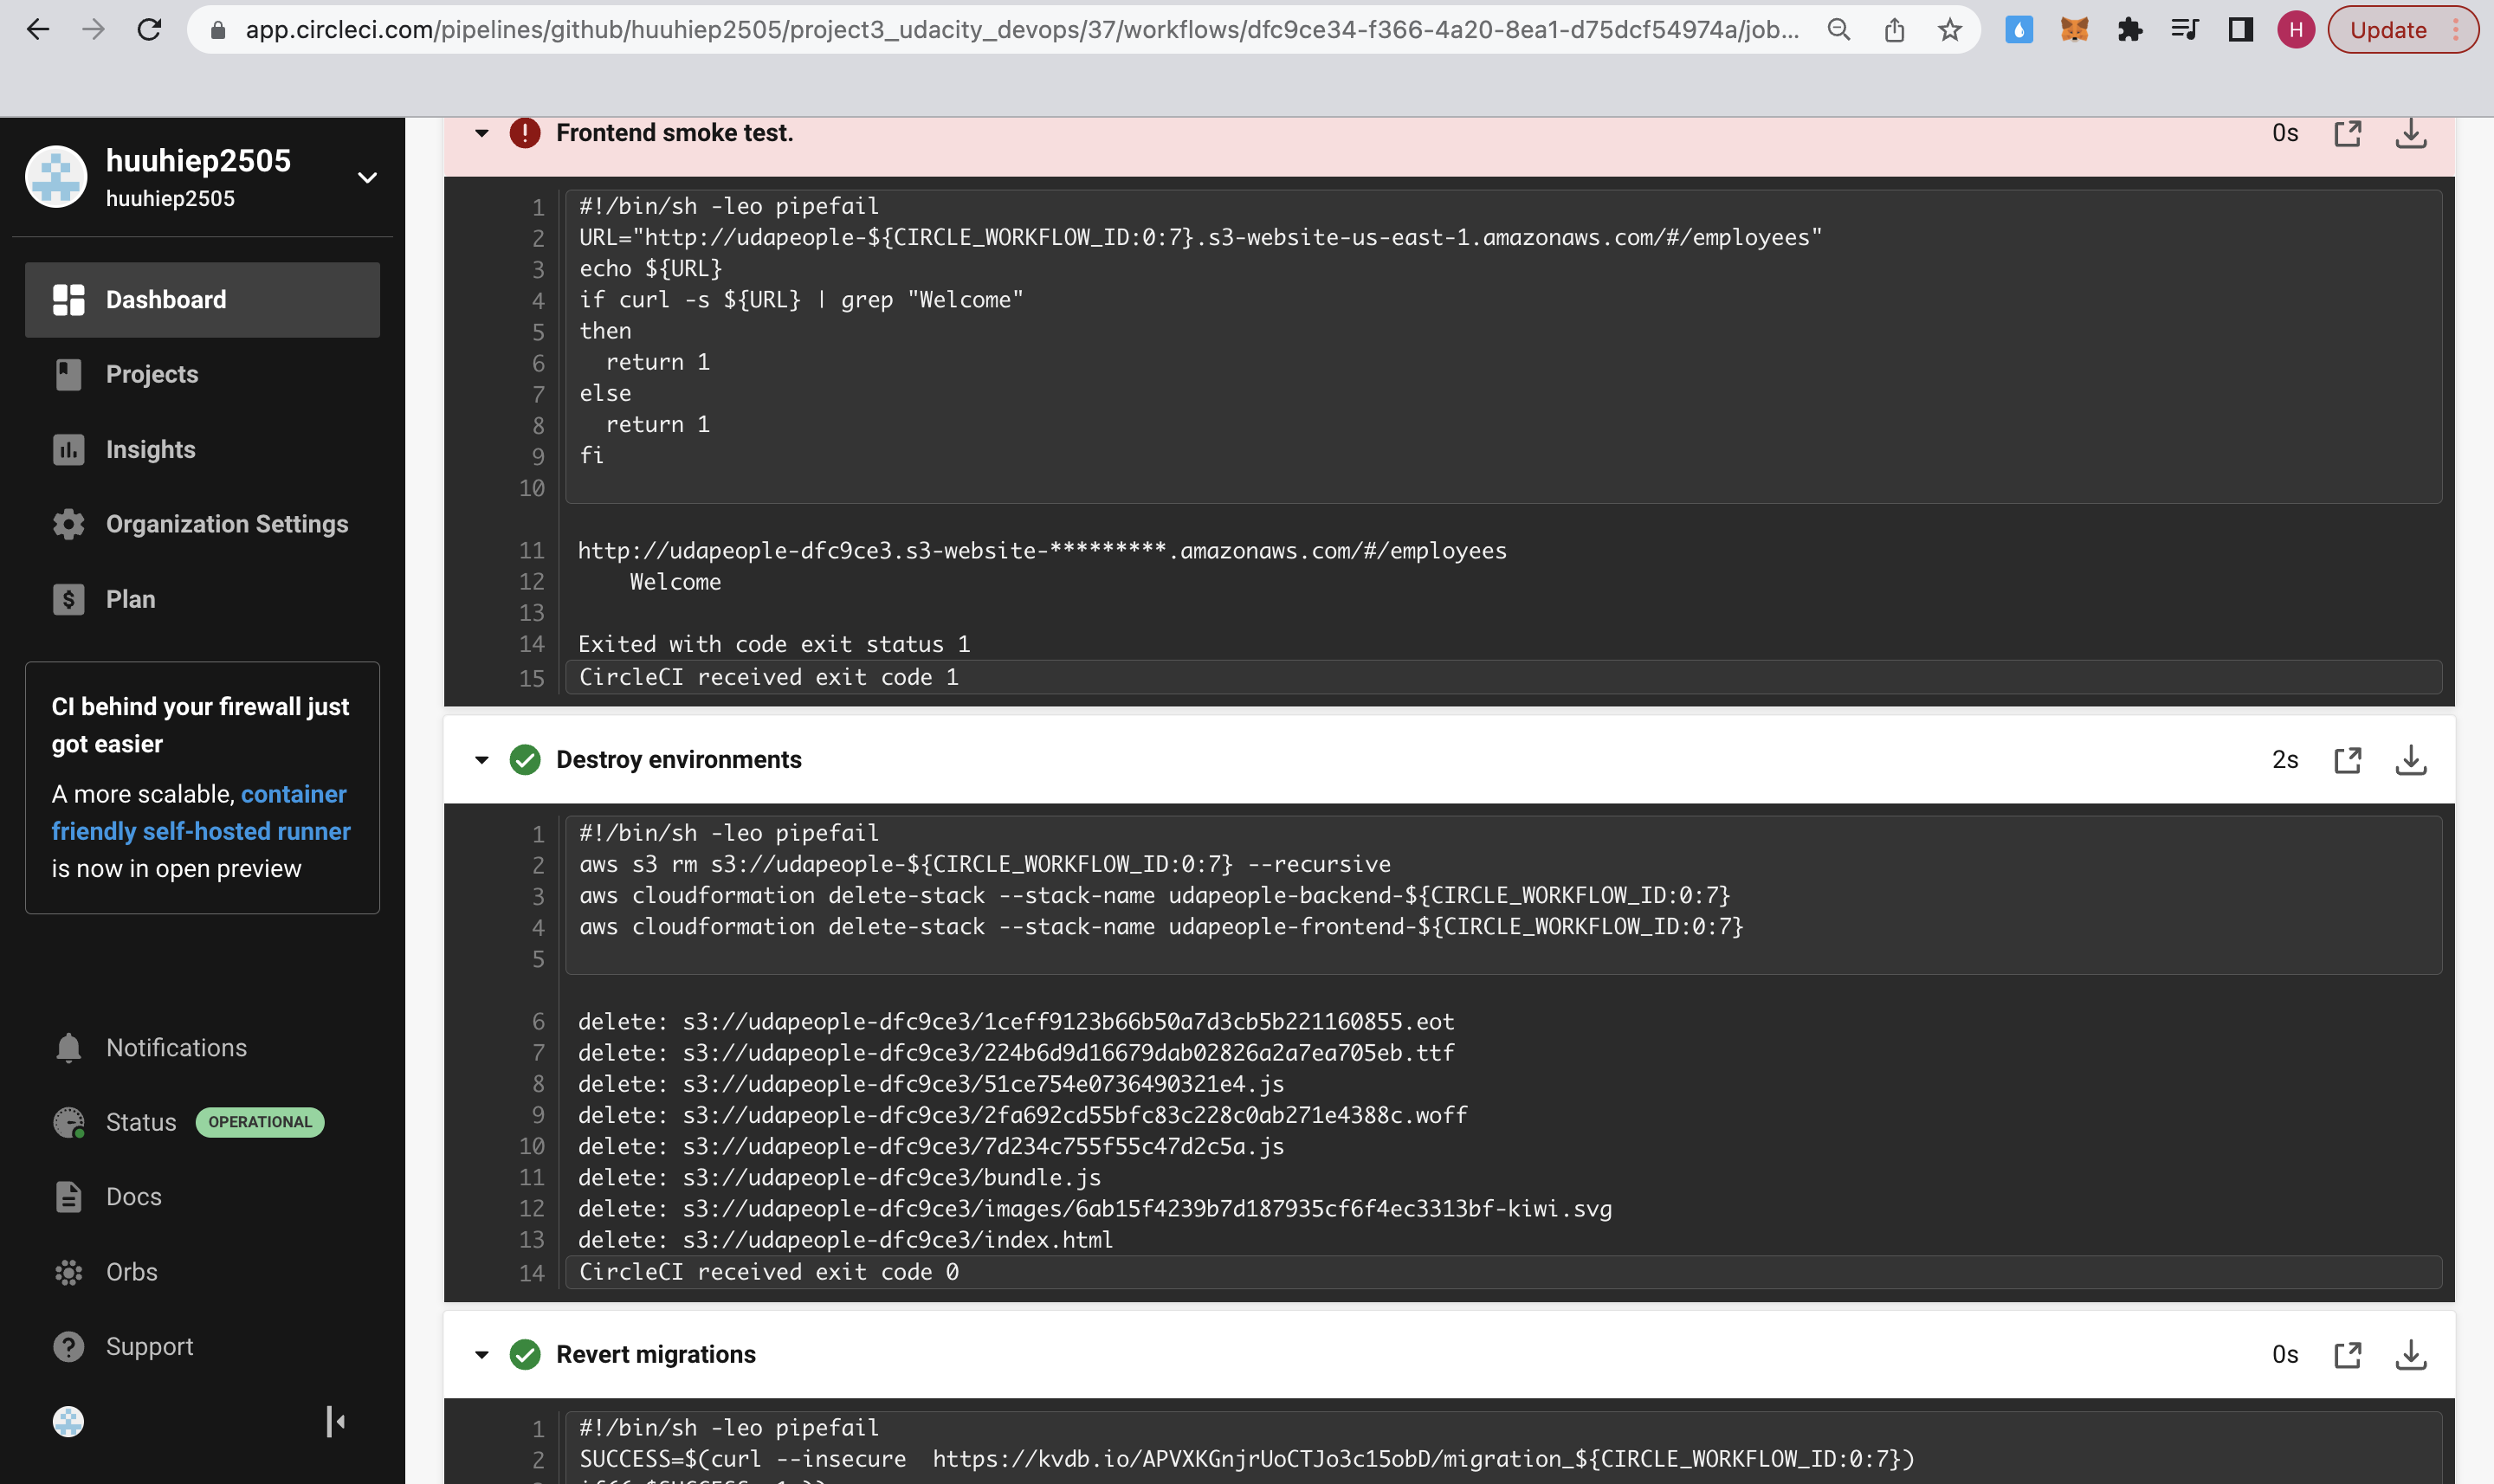 app.circleci.com/pipelines/github/huuhiep2505/project3_udacity_devops/37/workflows/dfc9ce34-f366-4a20-8ea1-d75dcf54974a/job...
H
Update
huuhiep2505
huuhiep2505
Dashboard
Projects
Insights
Organization Settings
Plan
CI behind your firewall just
got easier
A more scalable, container
friendly self-hosted runner
is now in open preview
Notifications
Status OPERATIONAL
Docs
Orbs
Support
Frontend smoke test.
0s
1 #!/bin/sh -leo pipefail
2 URL="http://udapeople-${CIRCLE_WORKFLOW_ID:0:7}.s3-website-us-east-1.amazonaws.com/#/employees"
3 echo ${URL}
4 if curl -s ${URL} | grep "Welcome"
5 then
6   return 1
7 else
8   return 1
9 fi
10
11 http://udapeople-dfc9ce3.s3-website-*********.amazonaws.com/#/employees
12     Welcome
13
14 Exited with code exit status 1
15 CircleCI received exit code 1
Destroy environments
2s
1 #!/bin/sh -leo pipefail
2 aws s3 rm s3://udapeople-${CIRCLE_WORKFLOW_ID:0:7} --recursive
3 aws cloudformation delete-stack --stack-name udapeople-backend-${CIRCLE_WORKFLOW_ID:0:7}
4 aws cloudformation delete-stack --stack-name udapeople-frontend-${CIRCLE_WORKFLOW_ID:0:7}
5
6 delete: s3://udapeople-dfc9ce3/1ceff9123b66b50a7d3cb5b221160855.eot
7 delete: s3://udapeople-dfc9ce3/224b6d9d16679dab02826a2a7ea705eb.ttf
8 delete: s3://udapeople-dfc9ce3/51ce754e0736490321e4.js
9 delete: s3://udapeople-dfc9ce3/2fa692cd55bfc83c228c0ab271e4388c.woff
10 delete: s3://udapeople-dfc9ce3/7d234c755f55c47d2c5a.js
11 delete: s3://udapeople-dfc9ce3/bundle.js
12 delete: s3://udapeople-dfc9ce3/images/6ab15f4239b7d187935cf6f4ec3313bf-kiwi.svg
13 delete: s3://udapeople-dfc9ce3/index.html
14 CircleCI received exit code 0
Revert migrations
0s
1 #!/bin/sh -leo pipefail
2 SUCCESS=$(curl --insecure  https://kvdb.io/APVXKGnjrUoCTJo3c15obD/migration_${CIRCLE_WORKFLOW_ID:0:7})